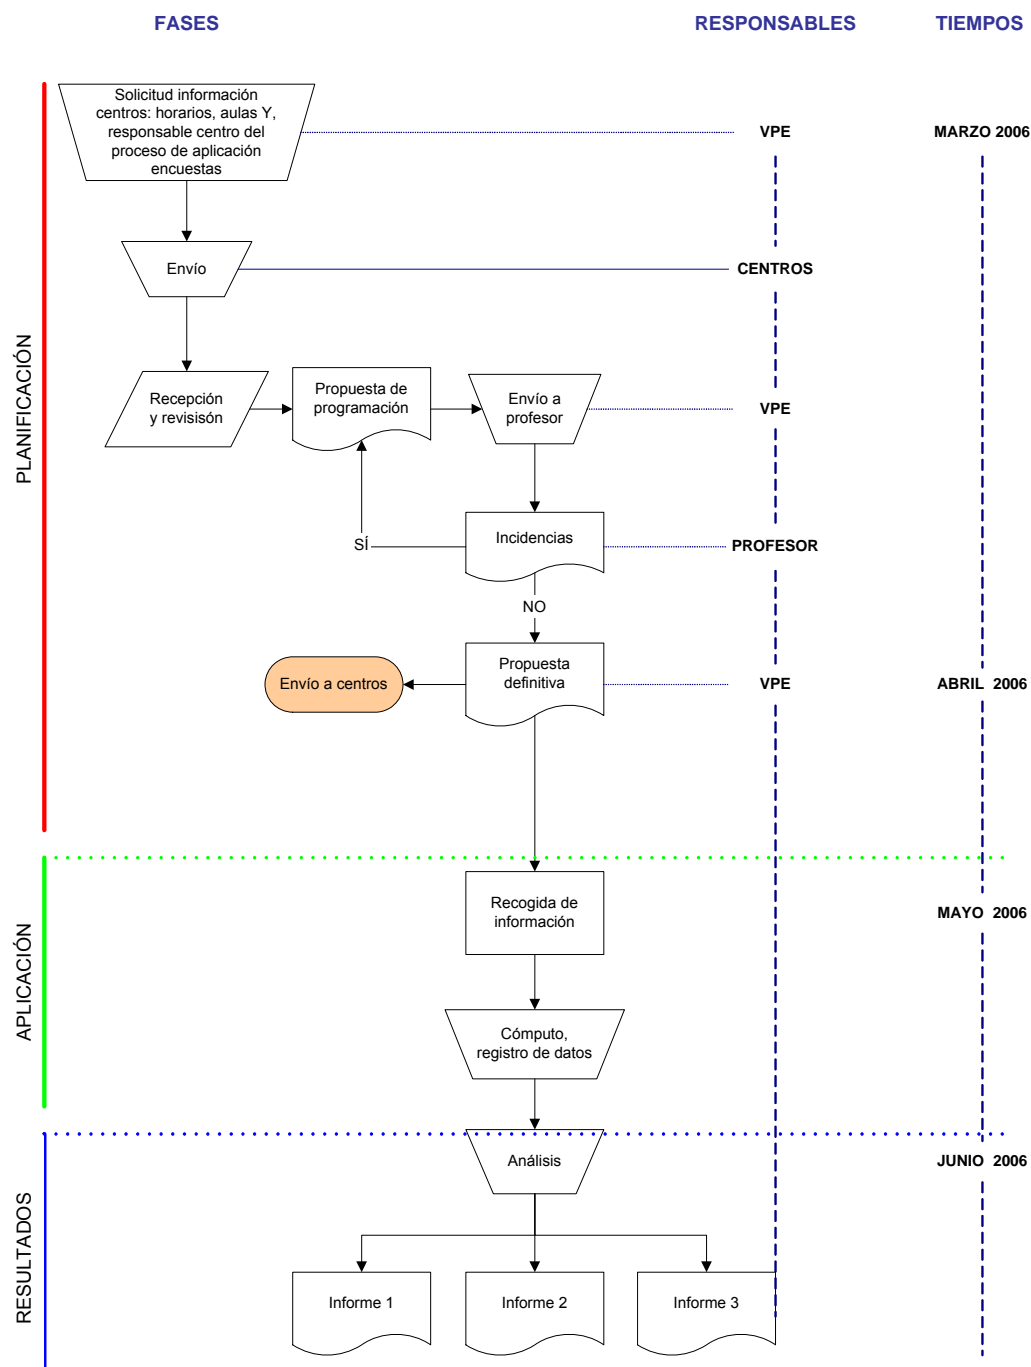 FASES
RESPONSABLES
TIEMPOS
PLANIFICACIÓN
Solicitud información
centros: horarios, aulas Y,
responsable centro del
proceso de aplicación
encuestas
VPE
MARZO 2006
Envío
CENTROS
Recepción
y revisisón
Propuesta de
programación
Envío a
profesor
VPE
Incidencias
SÍ
PROFESOR
NO
Propuesta
definitiva
Envío a centros
VPE
ABRIL 2006
APLICACIÓN
Recogida de
información
MAYO 2006
Cómputo,
registro de datos
RESULTADOS
Análisis
JUNIO 2006
Informe 1
Informe 2
Informe 3